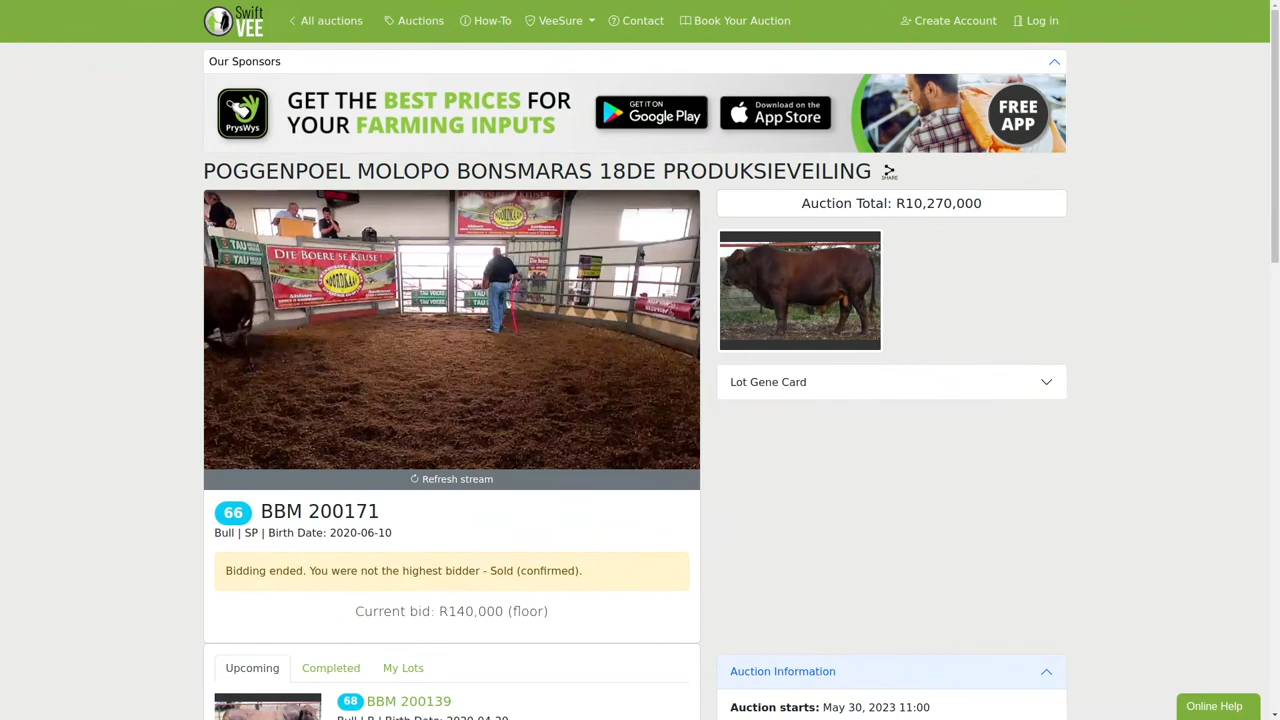 Swift
VEE
All auctions
Auctions
How-To
VeeSure
Contact
Book Your Auction
Create Account
Log in
Our Sponsors
PrysWys
GET THE BEST PRICES FOR
YOUR FARMING INPUTS
GET IT ON
Google Play
Download on the
App Store
FREE
APP
POGGENPOEL MOLOPO BONSMARAS 18DE PRODUKSIEVEILING
SHARE
Auction Total: R10,270,000
DIE BOERE SE KEUSE!
TAU
NOORDKAAP
Lot Gene Card
Refresh stream
66 BBM 200171
Bull | SP | Birth Date: 2020-06-10
Bidding ended. You were not the highest bidder - Sold (confirmed).
Current bid: R140,000 (floor)
Upcoming
Completed
My Lots
Auction Information
68 BBM 200139
Auction starts: May 30, 2023 11:00
Online Help